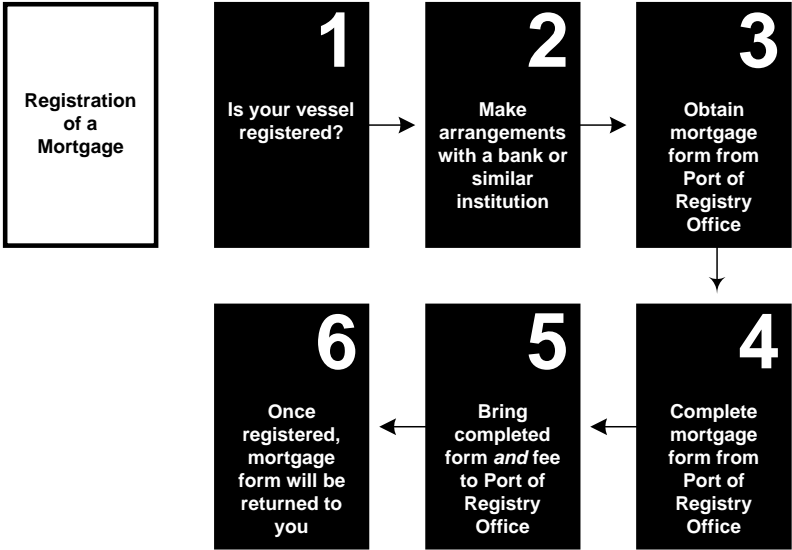 Registration
of a
Mortgage
1
Is your vessel
registered?
2
Make
arrangements
with a bank or
similar
institution
3
Obtain
mortgage
form from
Port of
Registry
Office
4
Complete
mortgage
form from
Port of
Registry
Office
5
Bring
completed
form and fee
to Port of
Registry
Office
6
Once
registered,
mortgage
form will be
returned to
you